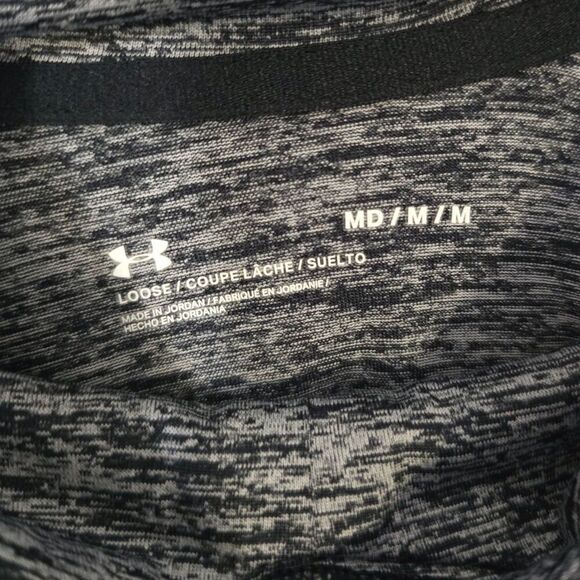 MD / M / M
LOOSE / COUPE LÂCHE / SUELTO
MADE IN JORDAN / FABRIQUÉ EN JORDANIE /
HECHO EN JORDANIA